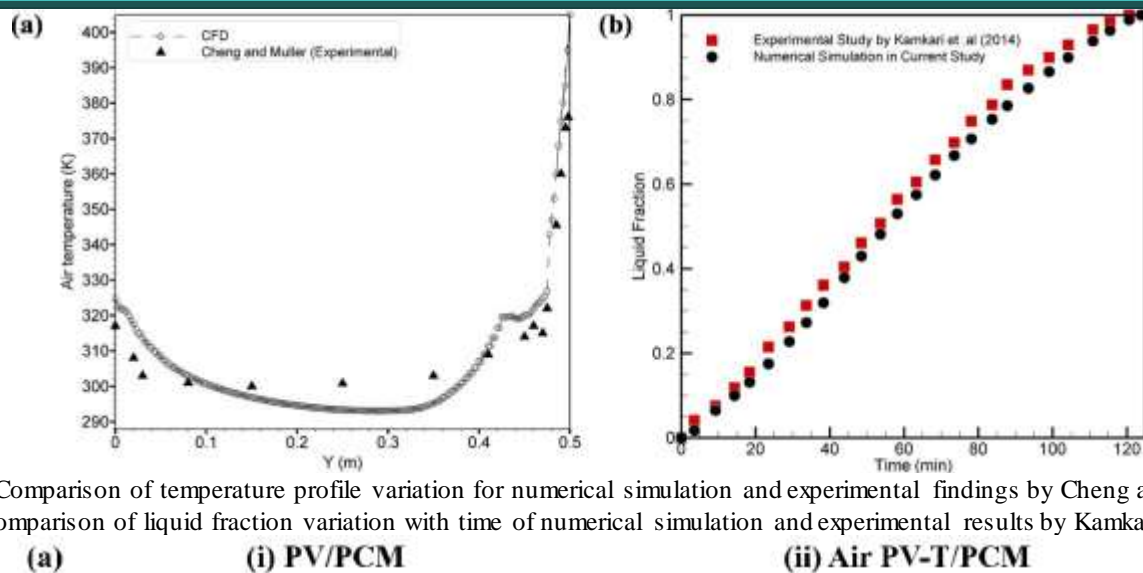 (a)
CFD
Cheng and Muller (Experimental)
Air temperature (K)
400
390
380
370
360
350
340
330
320
310
300
290
0
0.1
0.2
0.3
0.4
0.5
Y (m)
(b)
Experimental Study by Kamkari et al (2014)
Numerical Simulation in Current Study
Liquid Fraction
1
0.8
0.6
0.4
0.2
0
0
20
40
60
80
100
120
Time (min)
Comparison of temperature profile variation for numerical simulation and experimental findings by Cheng a
omparison of liquid fraction variation with time of numerical simulation and experimental results by Kamka
(a) (i) PV/PCM (ii) Air PV-T/PCM